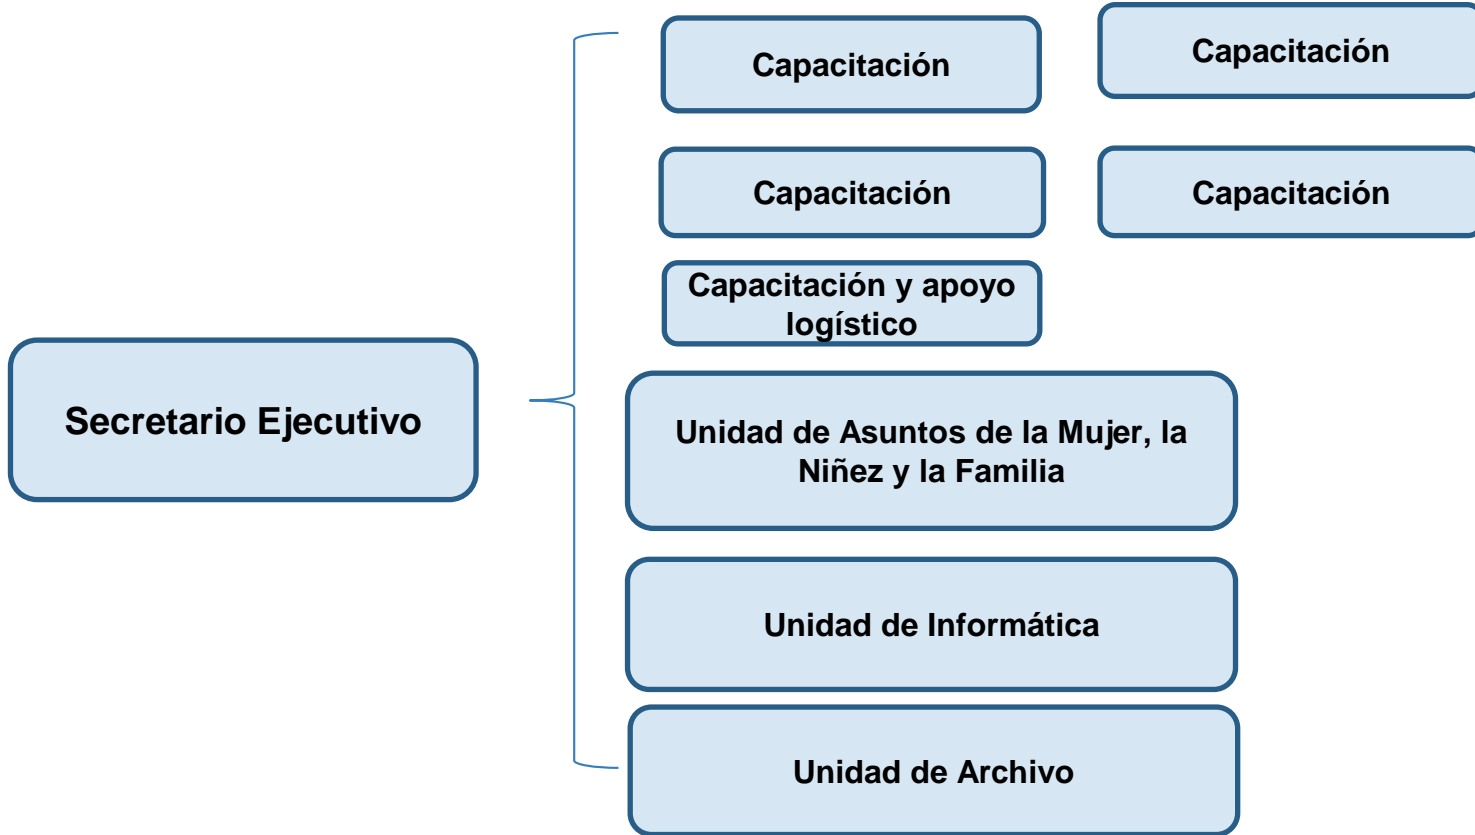 Capacitación
Capacitación
Capacitación
Capacitación
Capacitación y apoyo
logístico
Secretario Ejecutivo
Unidad de Asuntos de la Mujer, la
Niñez y la Familia
Unidad de Informática
Unidad de Archivo